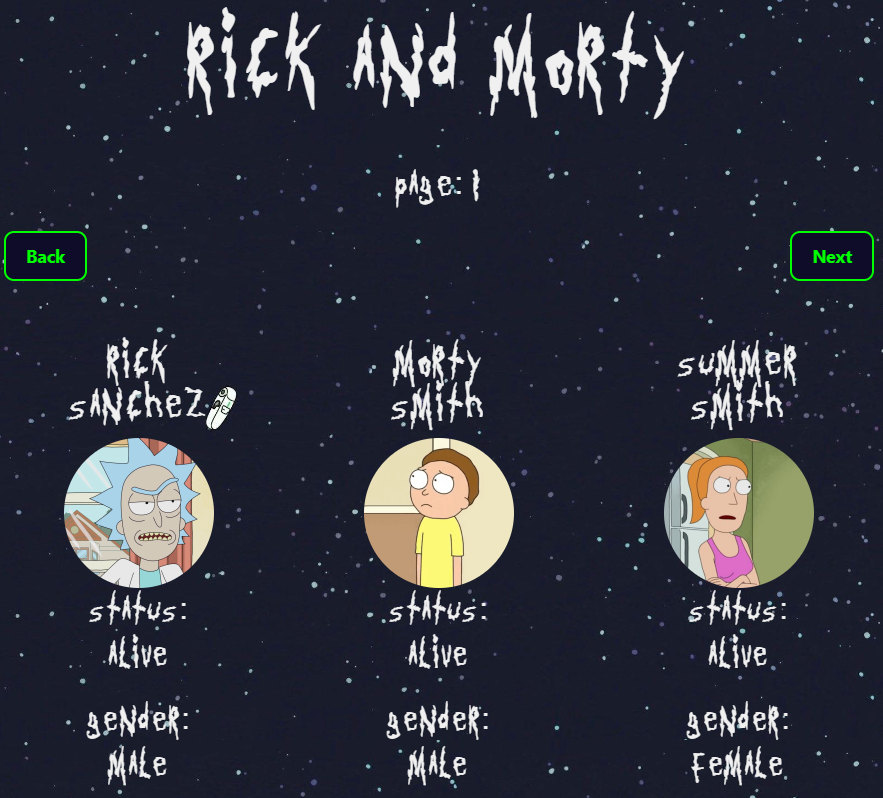 Rick and Morty
page: 1
Back
Next
Rick
Sanchez
Morty
Smith
Summer
Smith
status:
Alive
status:
Alive
status:
Alive
gender:
Male
gender:
Male
gender:
Female